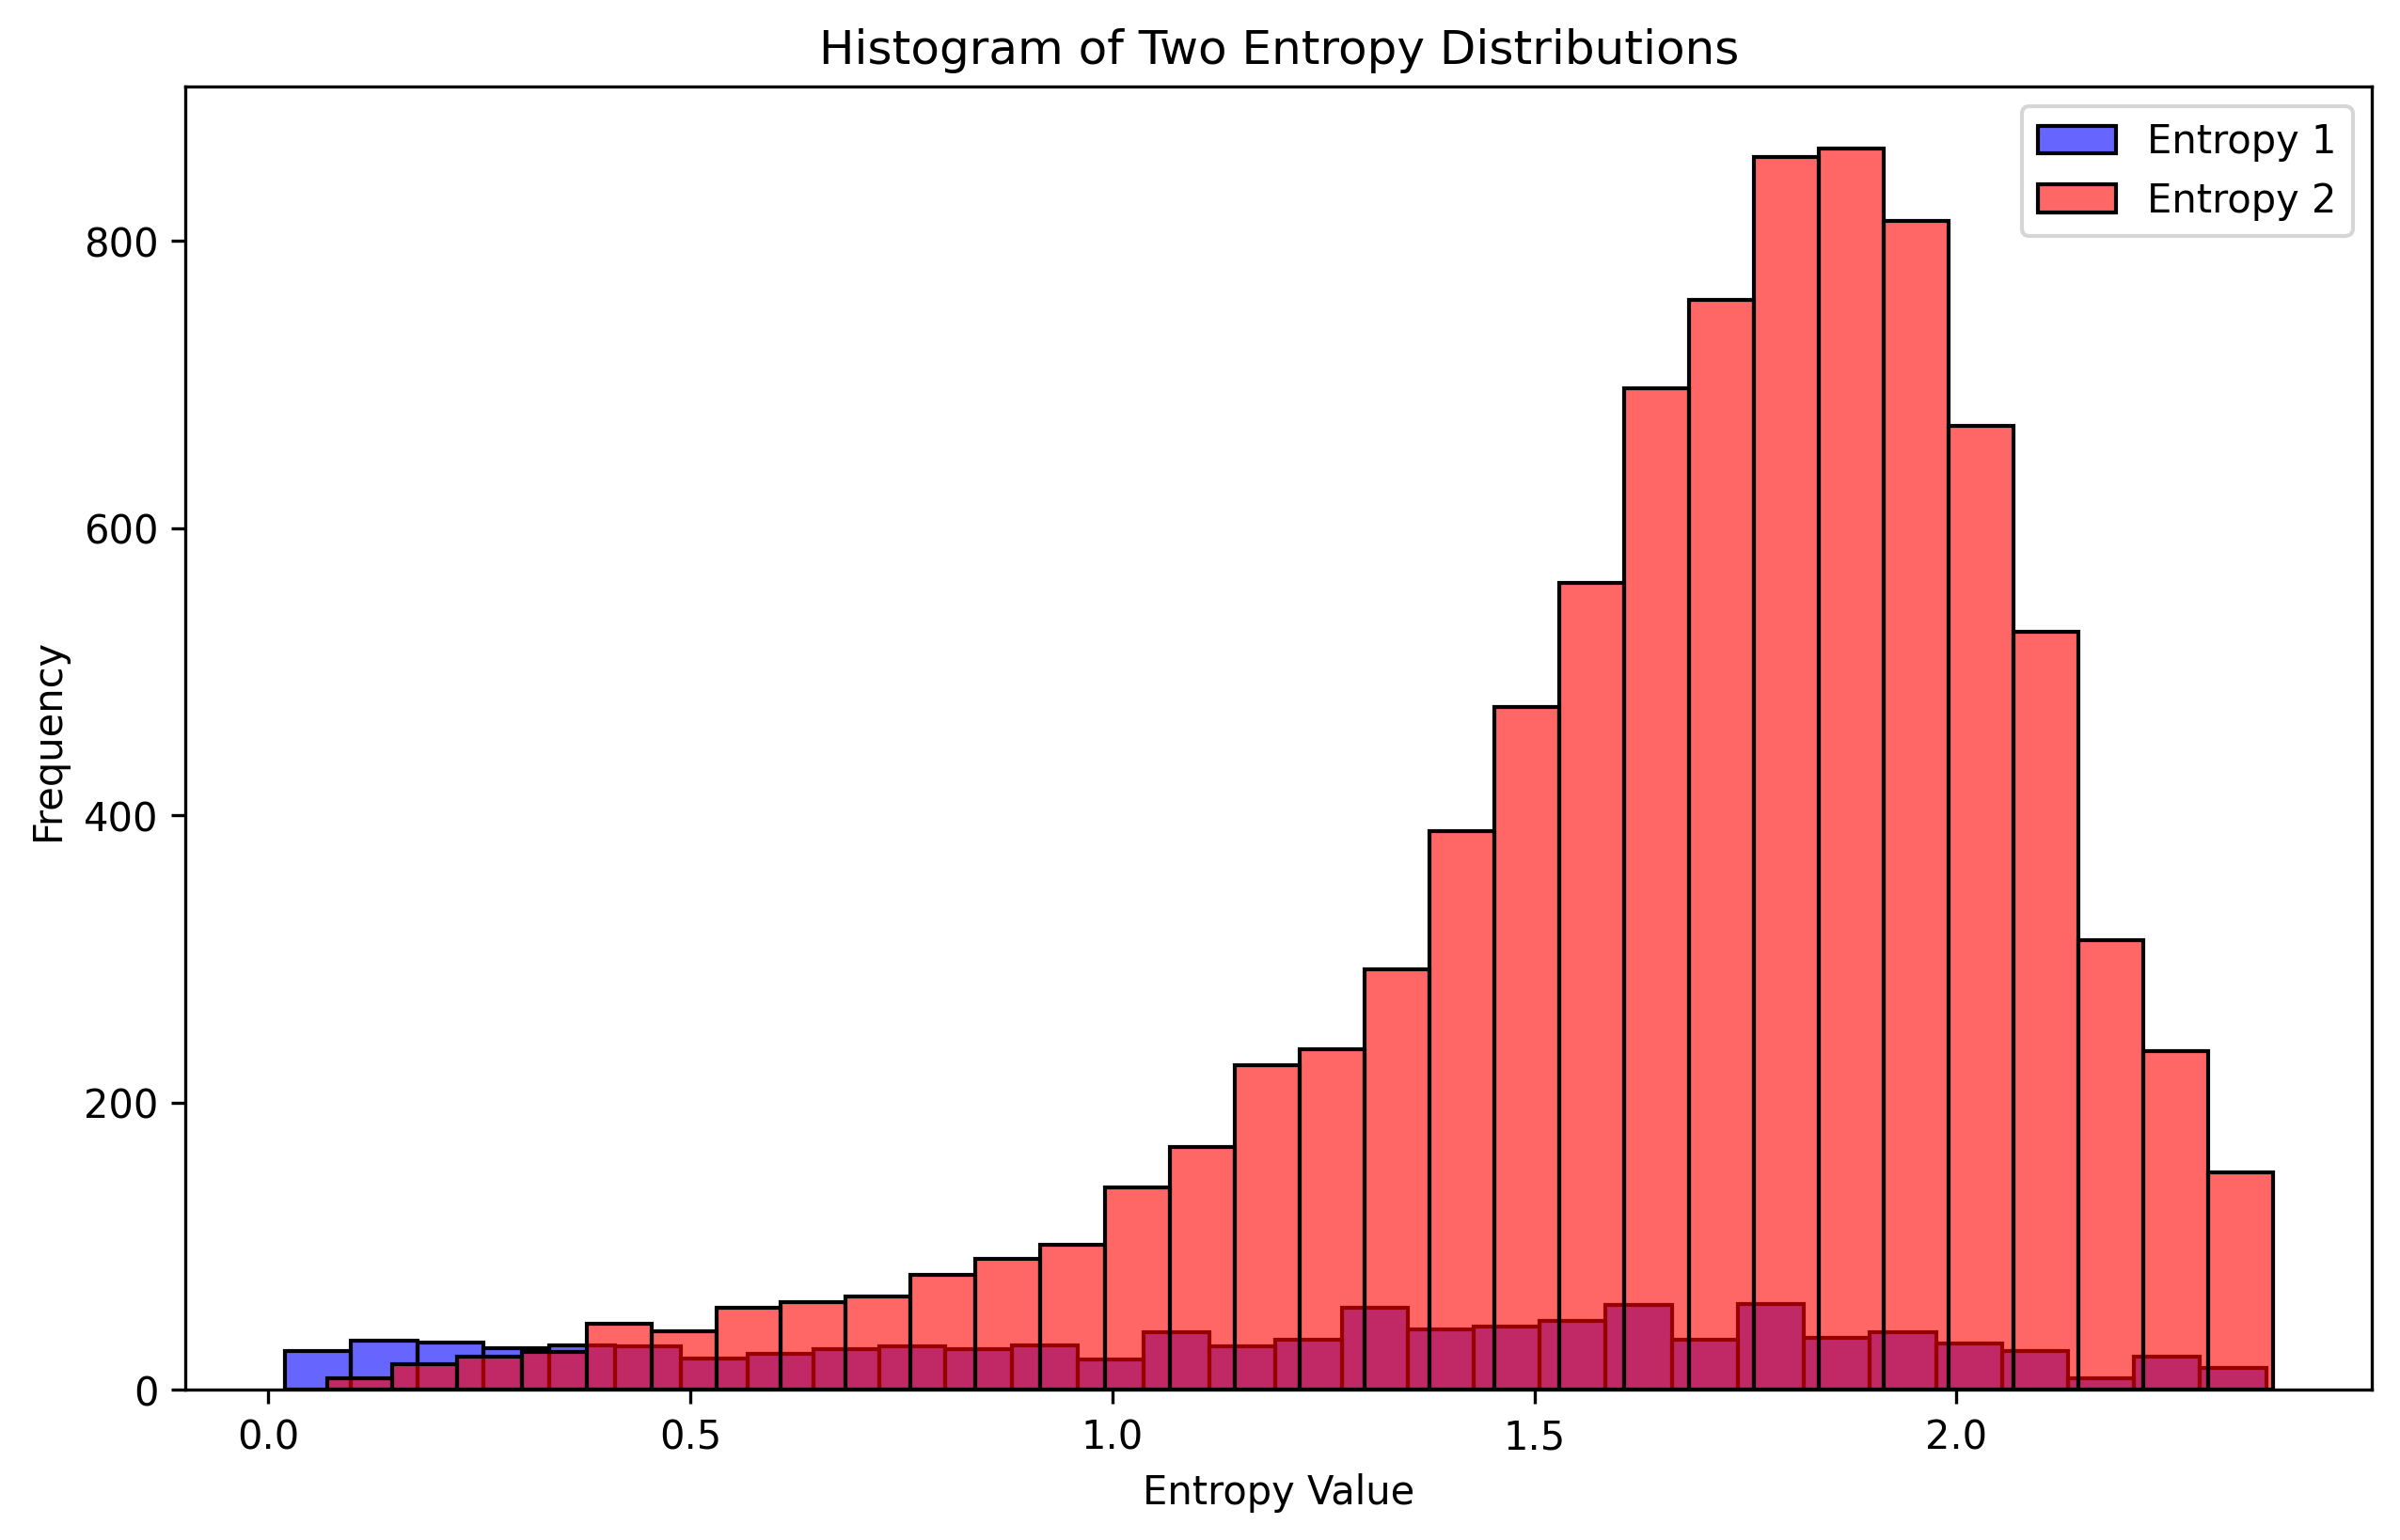 Histogram of Two Entropy Distributions
Entropy 1
Entropy 2
Frequency
800
600
400
200
0
0.0 0.5 1.0 1.5 2.0
Entropy Value